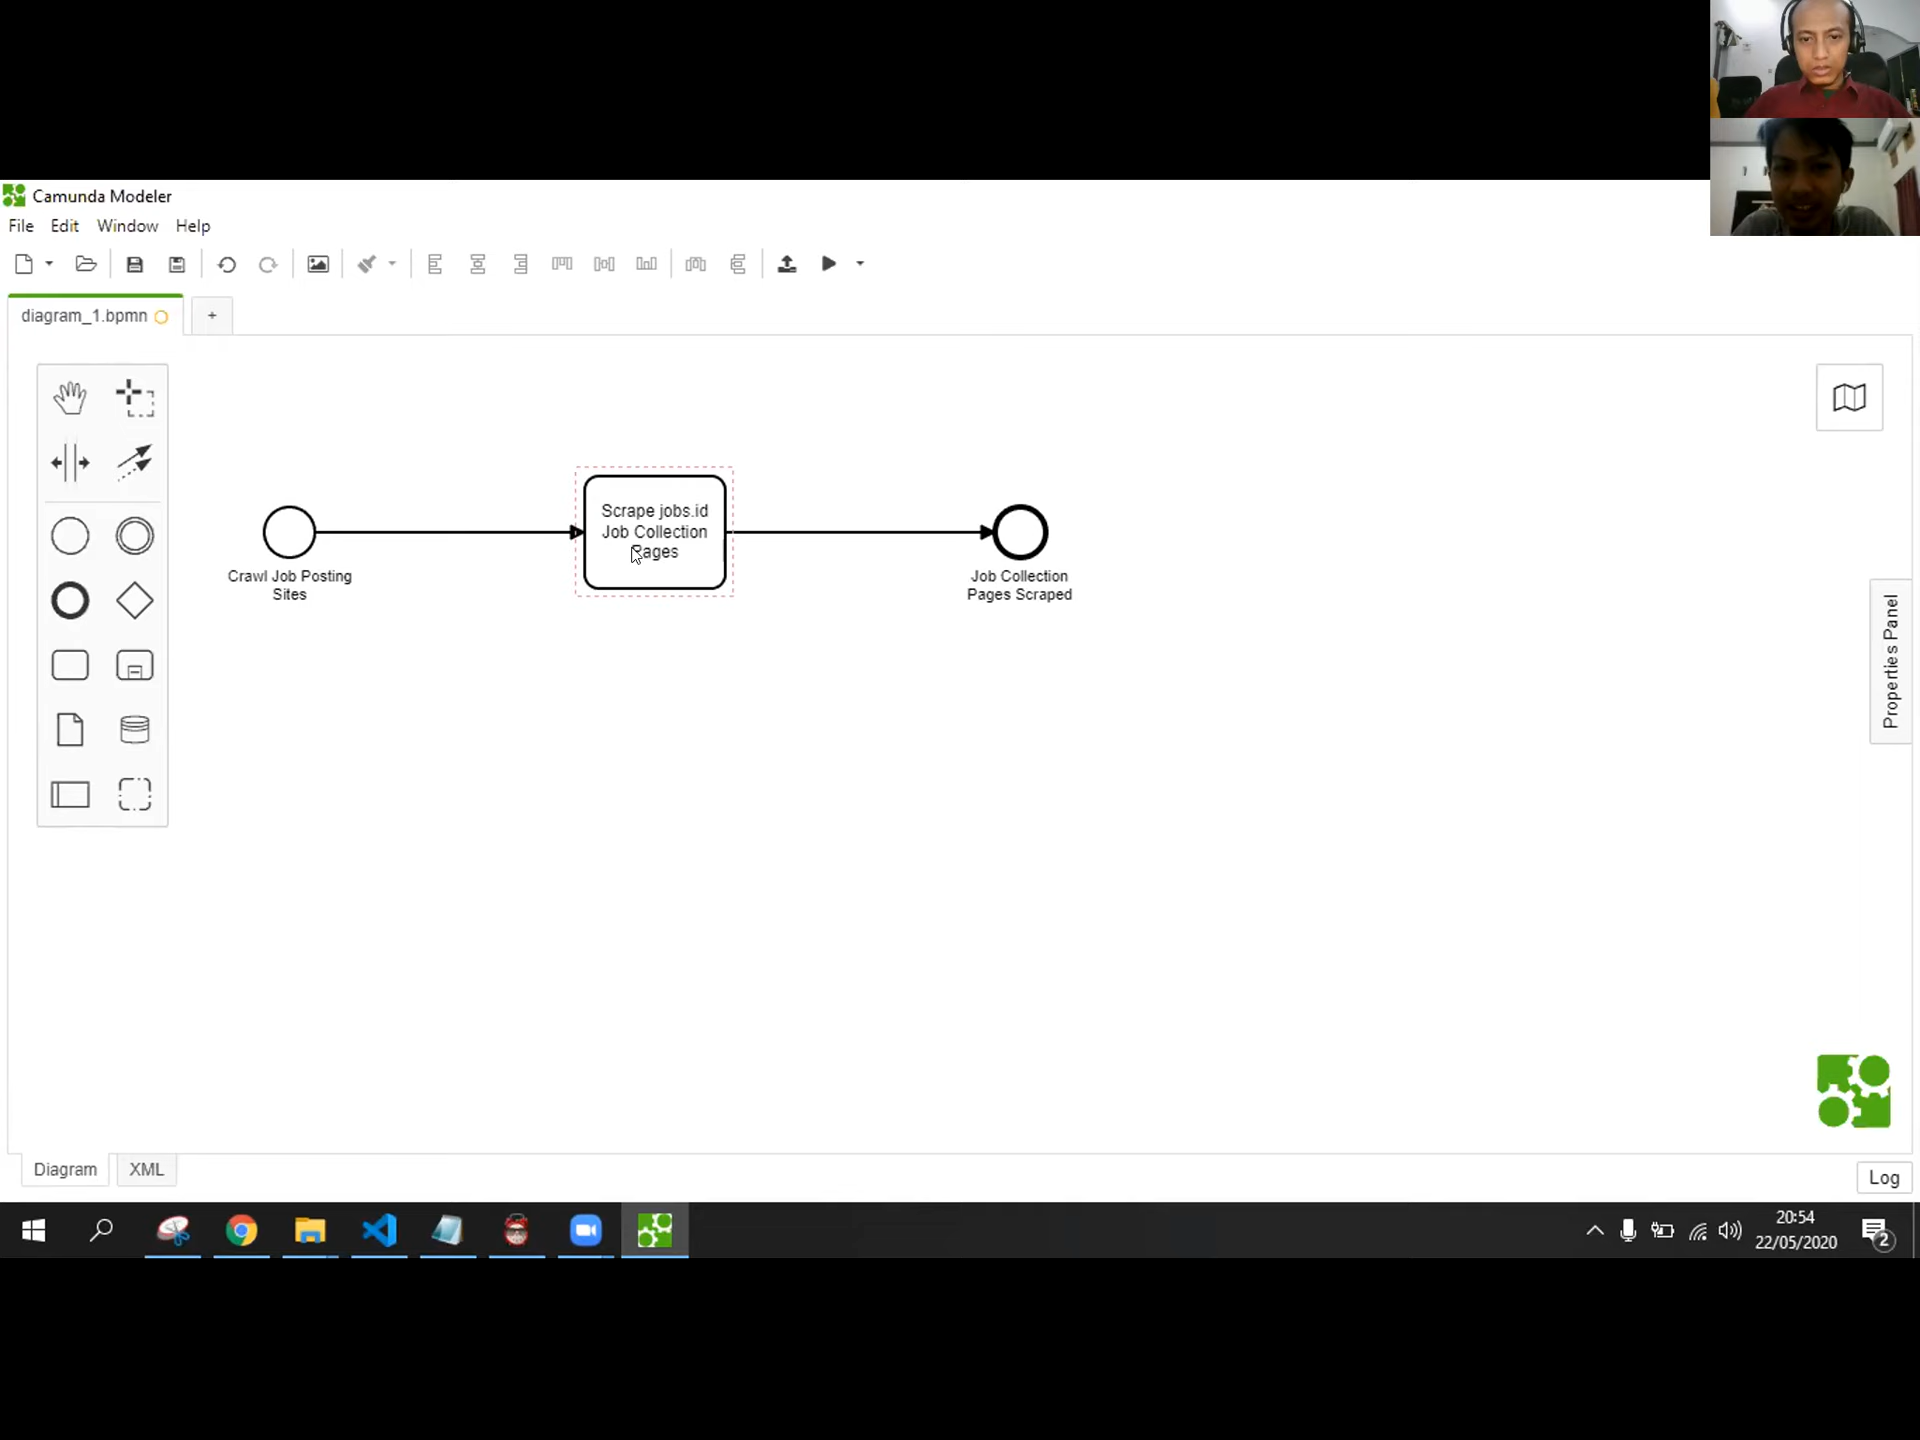 Camunda Modeler
File Edit Window Help
diagram_1.bpmn +
Scrape jobs.id
Job Collection
Pages
Crawl Job Posting
Sites
Job Collection
Pages Scraped
Properties Panel
Diagram XML
Log
20:54
22/05/2020
2